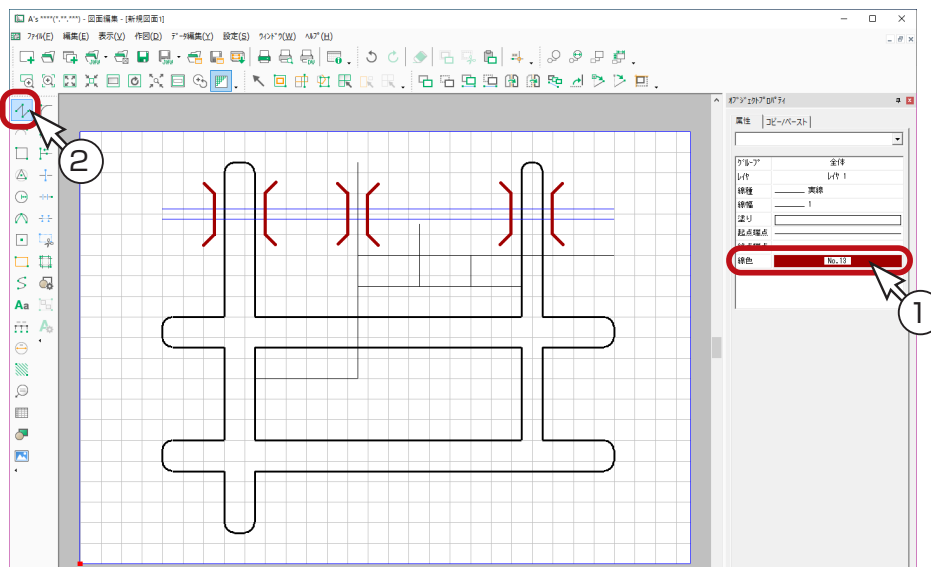 A's ****(*.**.***) - 図面編集 - [新規図面1]
ﾌｧｲﾙ(F) 編集(E) 表示(V) 作図(D) ﾃﾞｰﾀ編集(Y) 設定(S) ｳｨﾝﾄﾞｳ(W) ﾍﾙﾌﾟ(H)
Aa
A
ｵﾌﾞｼﾞｪｸﾄﾌﾟﾛﾊﾟﾃｨ
属性 ｺﾋﾟｰ/ﾍﾟｰｽﾄ
ｸﾞﾙｰﾌﾟ 全体
ﾚｲﾔ ﾚｲﾔ 1
線種 実線
線幅 1
塗り
起点端点
線色 No.13
1
2